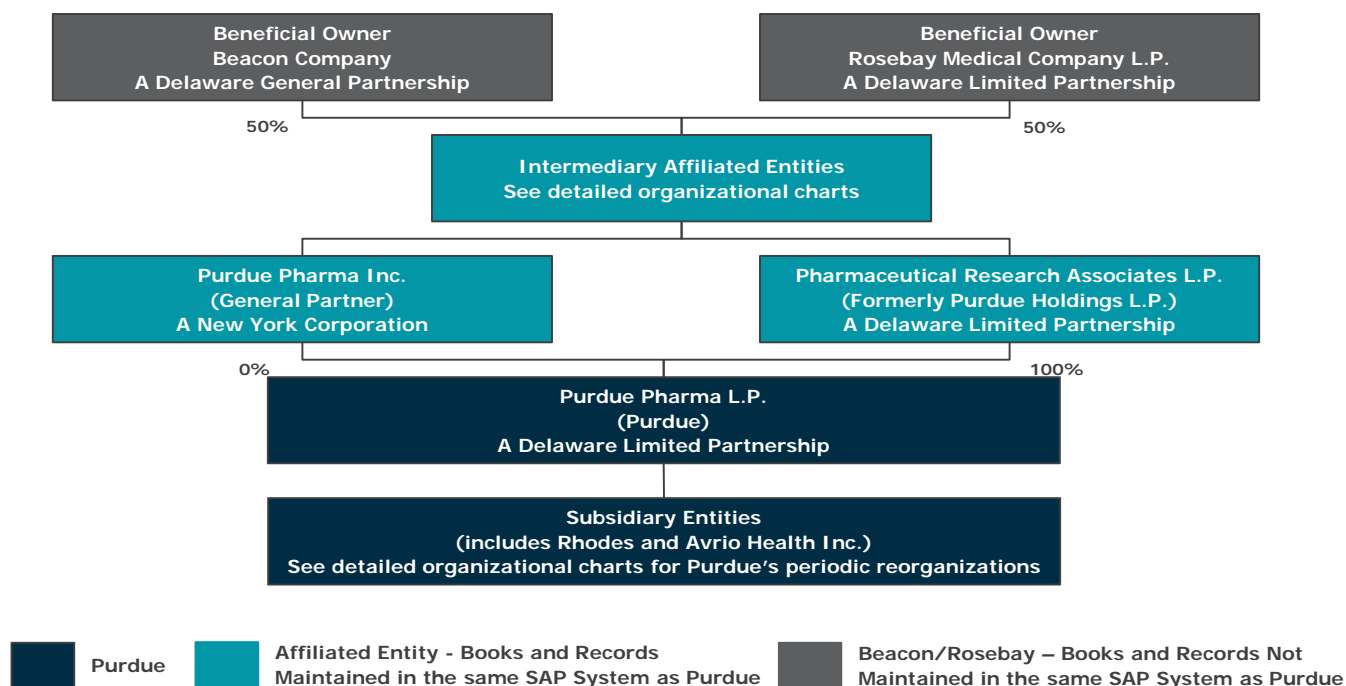 Beneficial Owner
Beacon Company
A Delaware General Partnership
Beneficial Owner
Rosebay Medical Company L.P.
A Delaware Limited Partnership
50%
50%
Intermediary Affiliated Entities
See detailed organizational charts
Purdue Pharma Inc.
(General Partner)
A New York Corporation
Pharmaceutical Research Associates L.P.
(Formerly Purdue Holdings L.P.)
A Delaware Limited Partnership
0%
100%
Purdue Pharma L.P.
(Purdue)
A Delaware Limited Partnership
Subsidiary Entities
(includes Rhodes and Avrio Health Inc.)
See detailed organizational charts for Purdue’s periodic reorganizations
Purdue
Affiliated Entity - Books and Records
Maintained in the same SAP System as Purdue
Beacon/Rosebay – Books and Records Not
Maintained in the same SAP System as Purdue